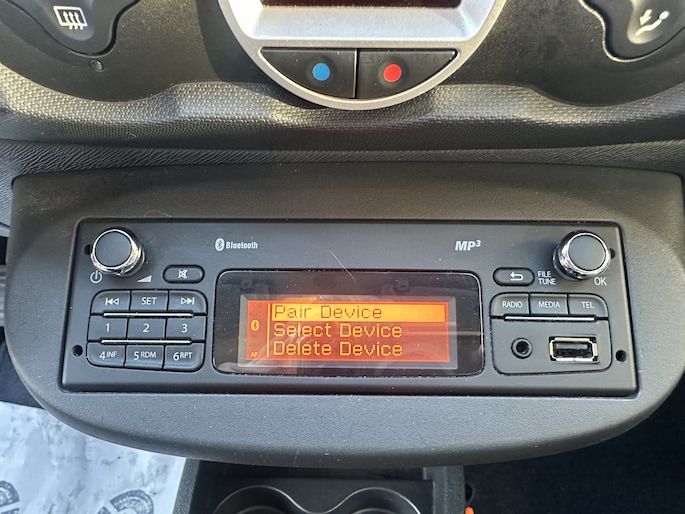 Bluetooth
MP3
FILE
TUNE
OK
SET
RADIO
MEDIA
TEL
1
2
3
4 INF
5 RDM
6 RPT
Pair Device
Select Device
Delete Device
AF